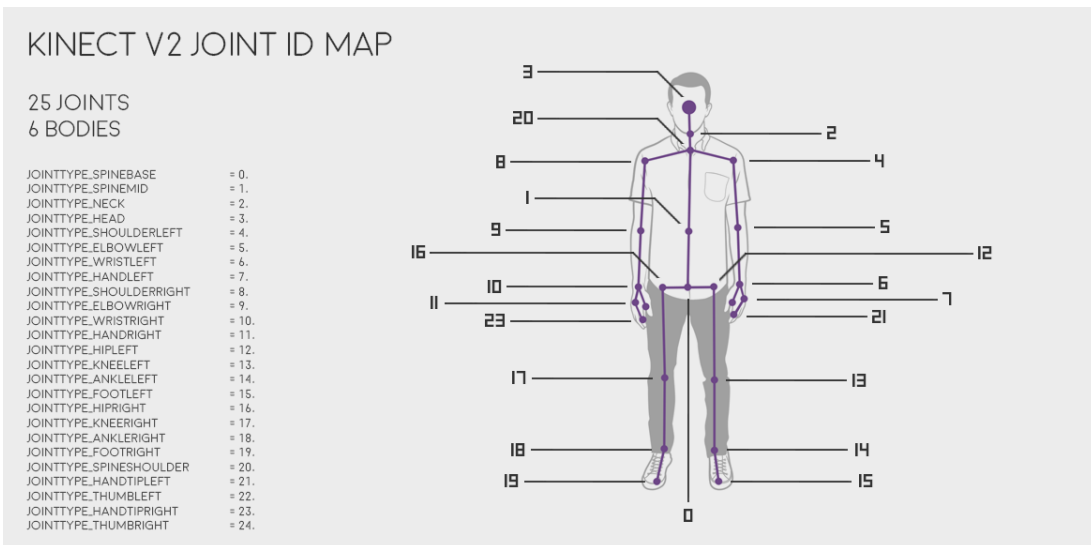 KINECT V2 JOINT ID MAP
25 JOINTS
6 BODIES
JOINTTYPE_SPINEBASE = 0.
JOINTTYPE_SPINEMID = 1.
JOINTTYPE_NECK = 2.
JOINTTYPE_HEAD = 3.
JOINTTYPE_SHOULDERLEFT = 4.
JOINTTYPE_ELBOWLEFT = 5.
JOINTTYPE_WRISTLEFT = 6.
JOINTTYPE_HANDLEFT = 7.
JOINTTYPE_SHOULDERRIGHT = 8.
JOINTTYPE_ELBOWRIGHT = 9.
JOINTTYPE_WRISTRIGHT = 10.
JOINTTYPE_HANDRIGHT = 11.
JOINTTYPE_HIPLEFT = 12.
JOINTTYPE_KNEELEFT = 13.
JOINTTYPE_ANKLELEFT = 14.
JOINTTYPE_FOOTLEFT = 15.
JOINTTYPE_HIPRIGHT = 16.
JOINTTYPE_KNEERIGHT = 17.
JOINTTYPE_ANKLERIGHT = 18.
JOINTTYPE_FOOTRIGHT = 19.
JOINTTYPE_SPINESHOULDER = 20.
JOINTTYPE_HANDTIPLEFT = 21.
JOINTTYPE_THUMBLEFT = 22.
JOINTTYPE_HANDTIPRIGHT = 23.
JOINTTYPE_THUMBRIGHT = 24.
3
20
2
8
4
1
9
5
16
12
10
6
11
7
23
21
17
13
18
14
19
15
0